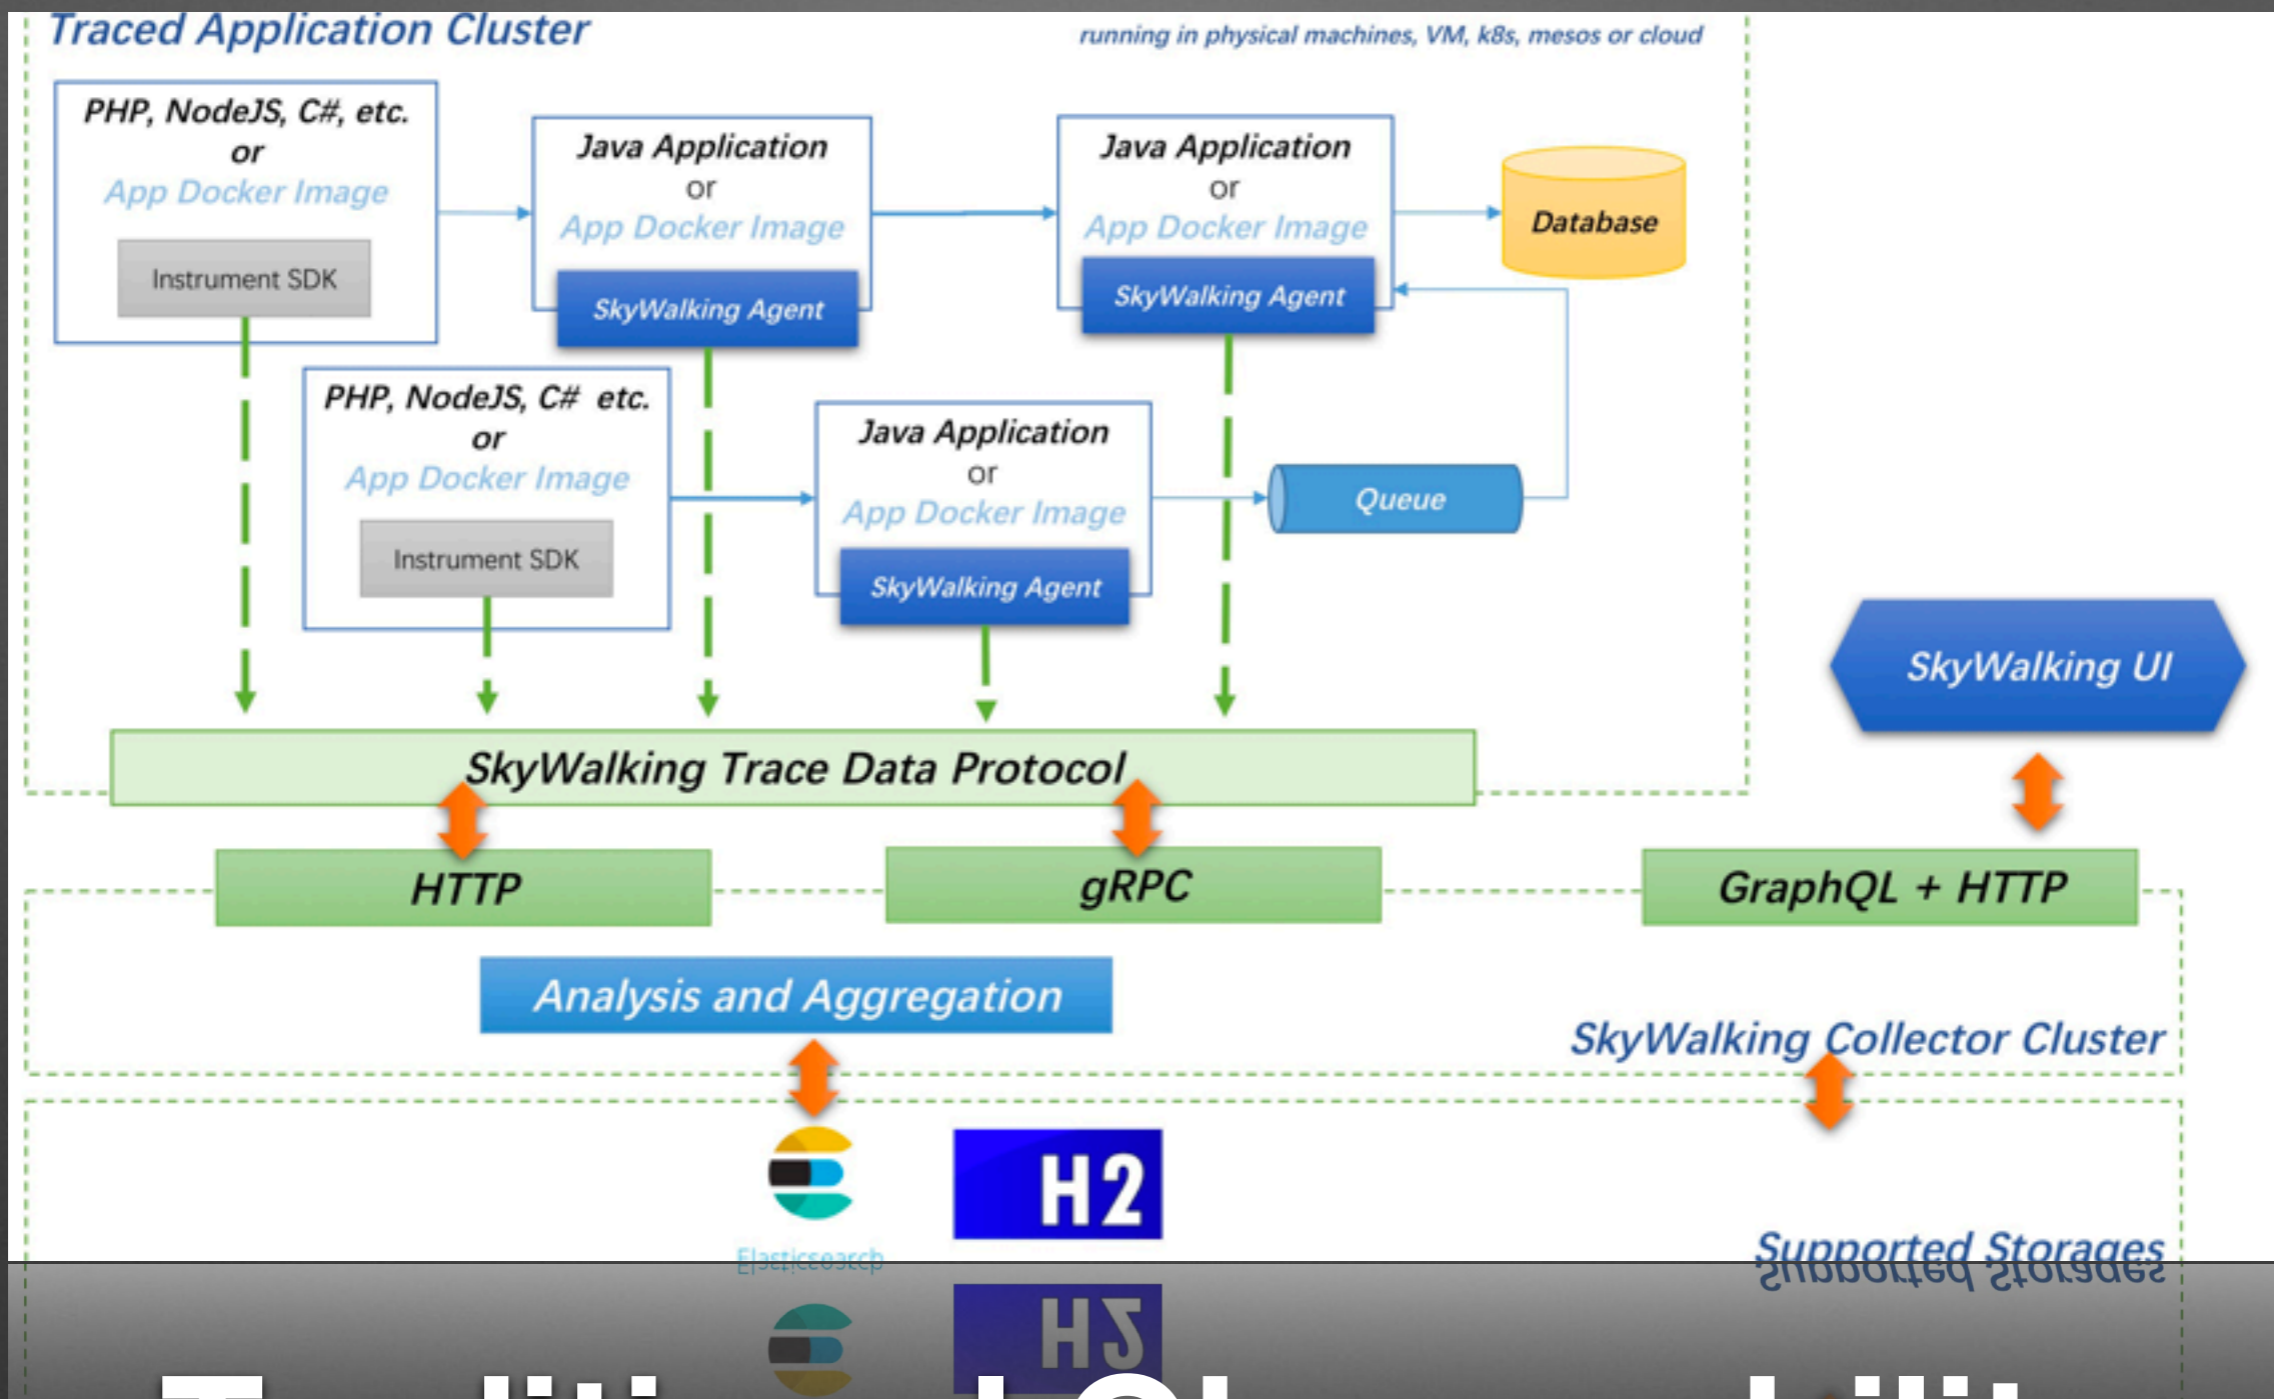 Traced Application Cluster
running in physical machines, VM, k8s, mesos or cloud
PHP, NodeJS, C#, etc.
or
App Docker Image
Instrument SDK
Java Application
or
App Docker Image
SkyWalking Agent
Java Application
or
App Docker Image
SkyWalking Agent
Database
PHP, NodeJS, C# etc.
or
App Docker Image
Instrument SDK
Java Application
or
App Docker Image
SkyWalking Agent
Queue
SkyWalking UI
SkyWalking Trace Data Protocol
HTTP
gRPC
GraphQL + HTTP
Analysis and Aggregation
SkyWalking Collector Cluster
H2
Elasticsearch
Supported Storages